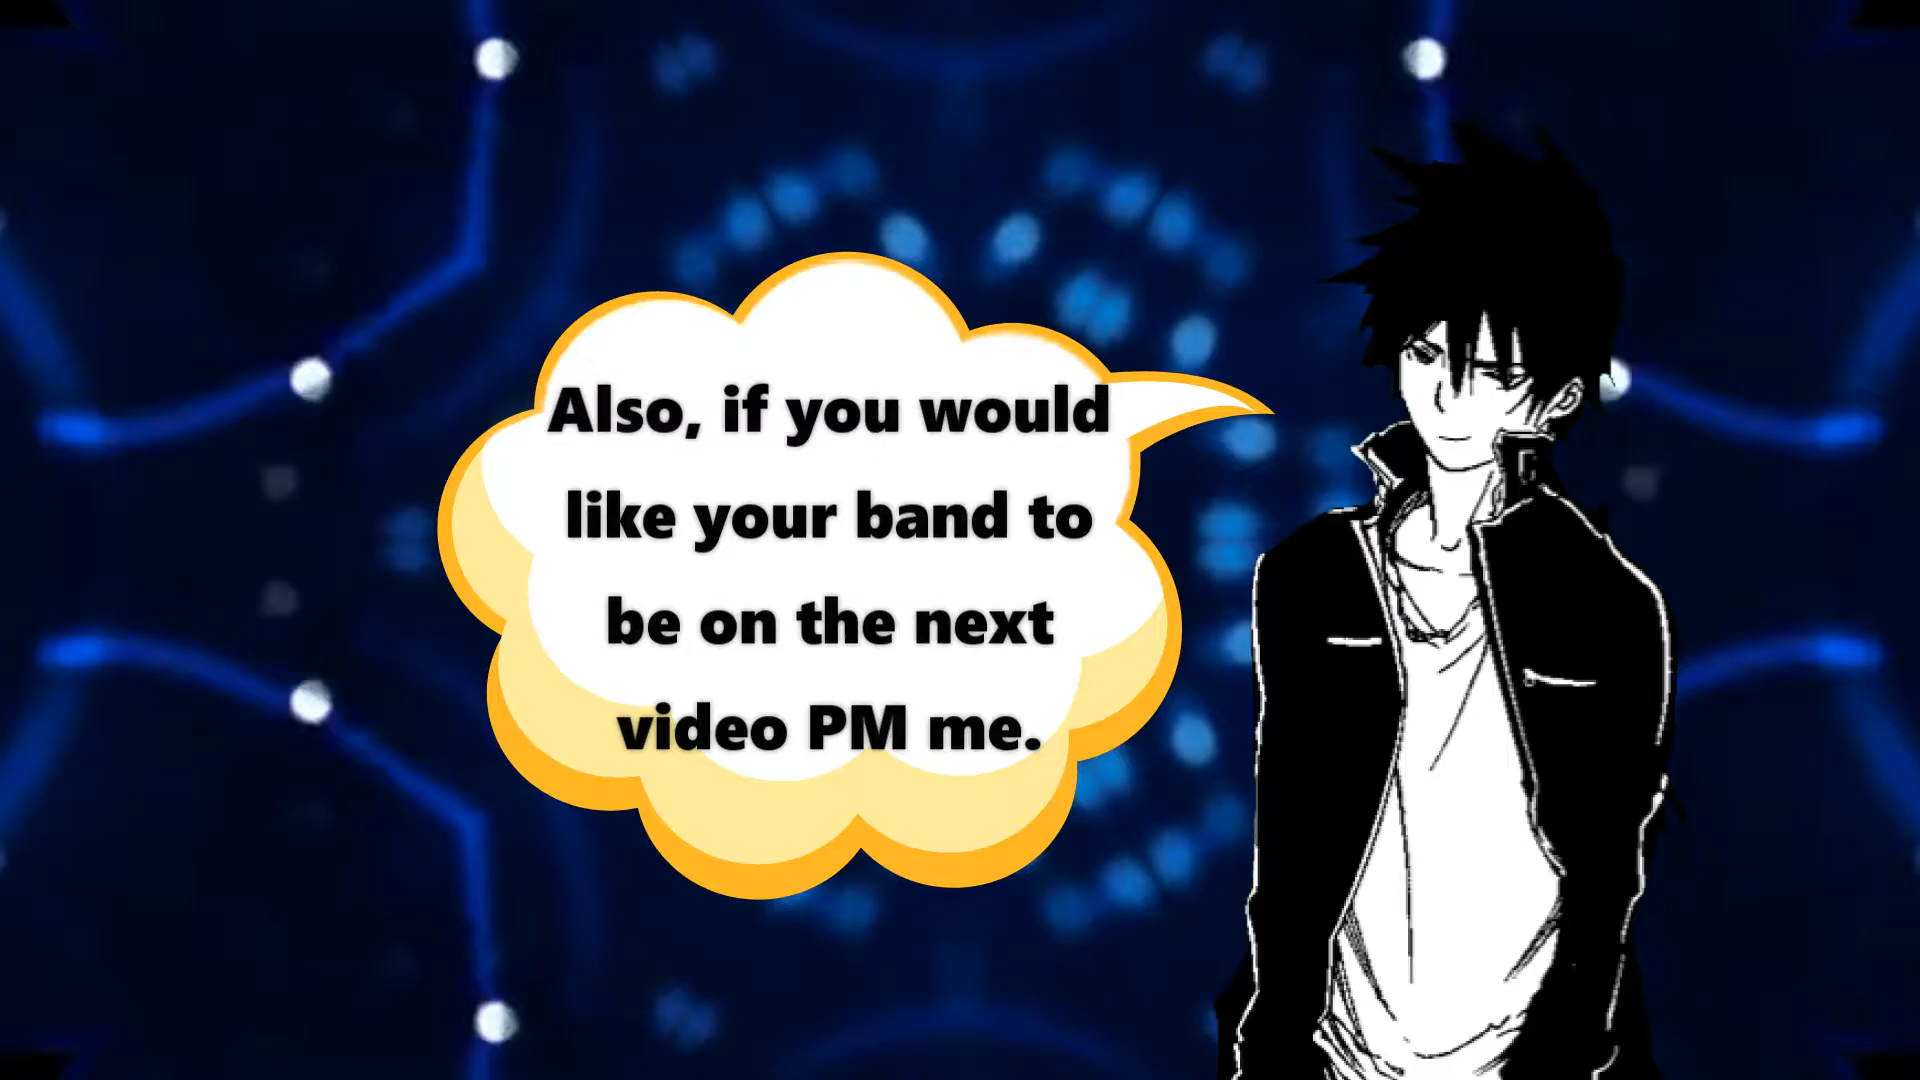 Also, if you would
like your band to
be on the next
video PM me.